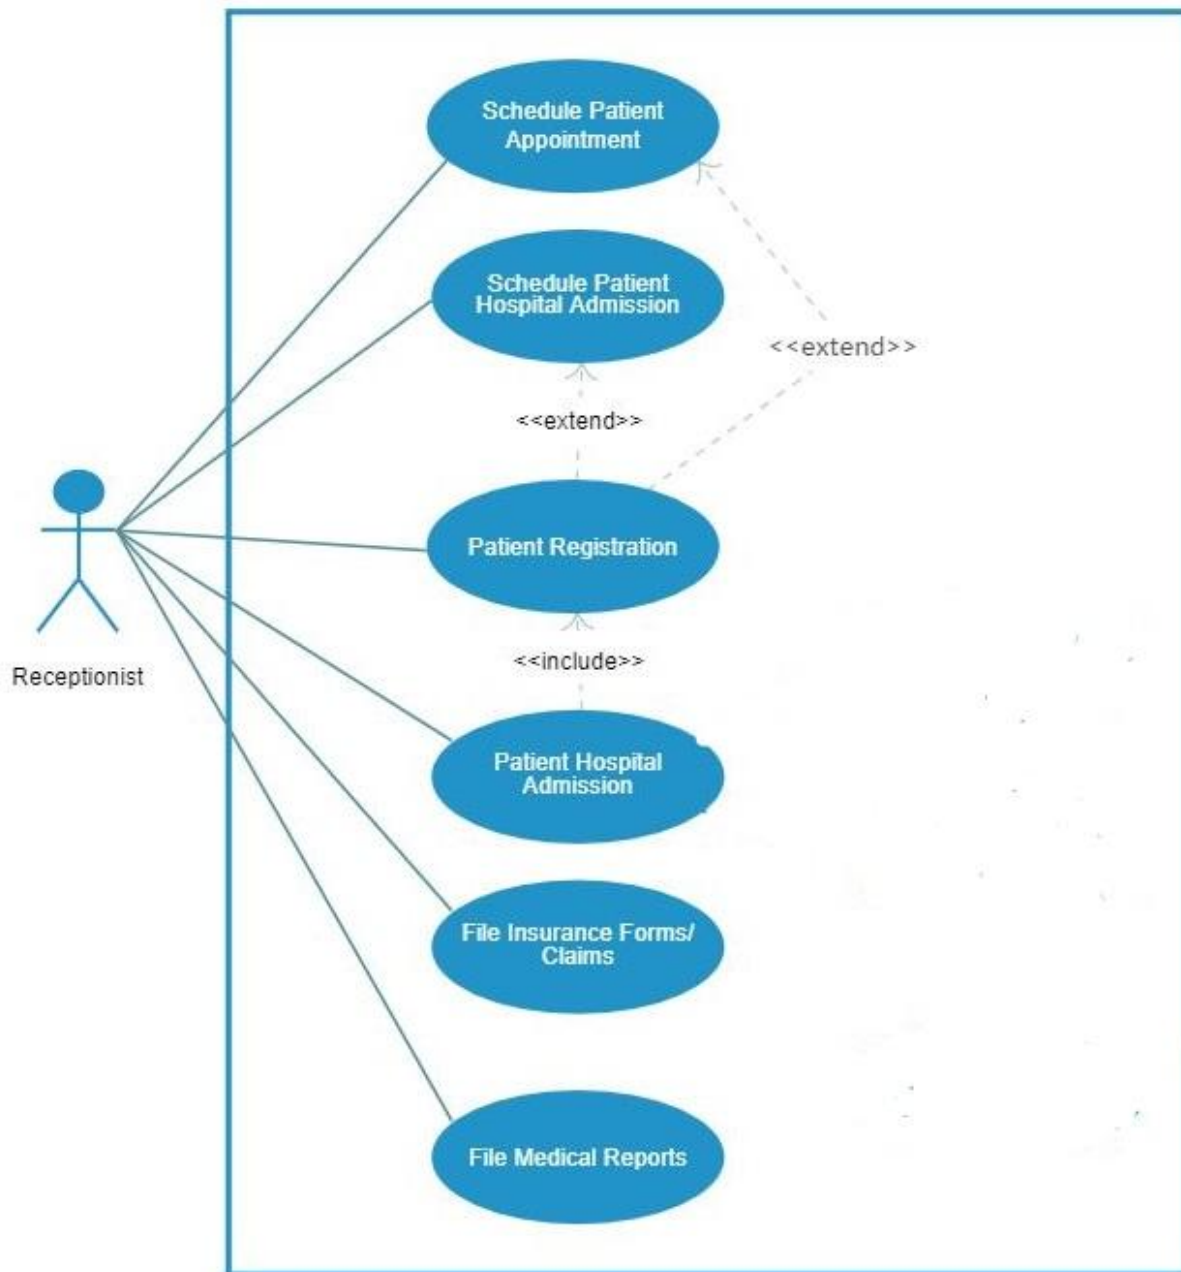 Schedule Patient
Appointment
Schedule Patient
Hospital Admission
<<extend>>
<<extend>>
Patient Registration
<<include>>
Receptionist
Patient Hospital
Admission
File Insurance Forms/
Claims
File Medical Reports